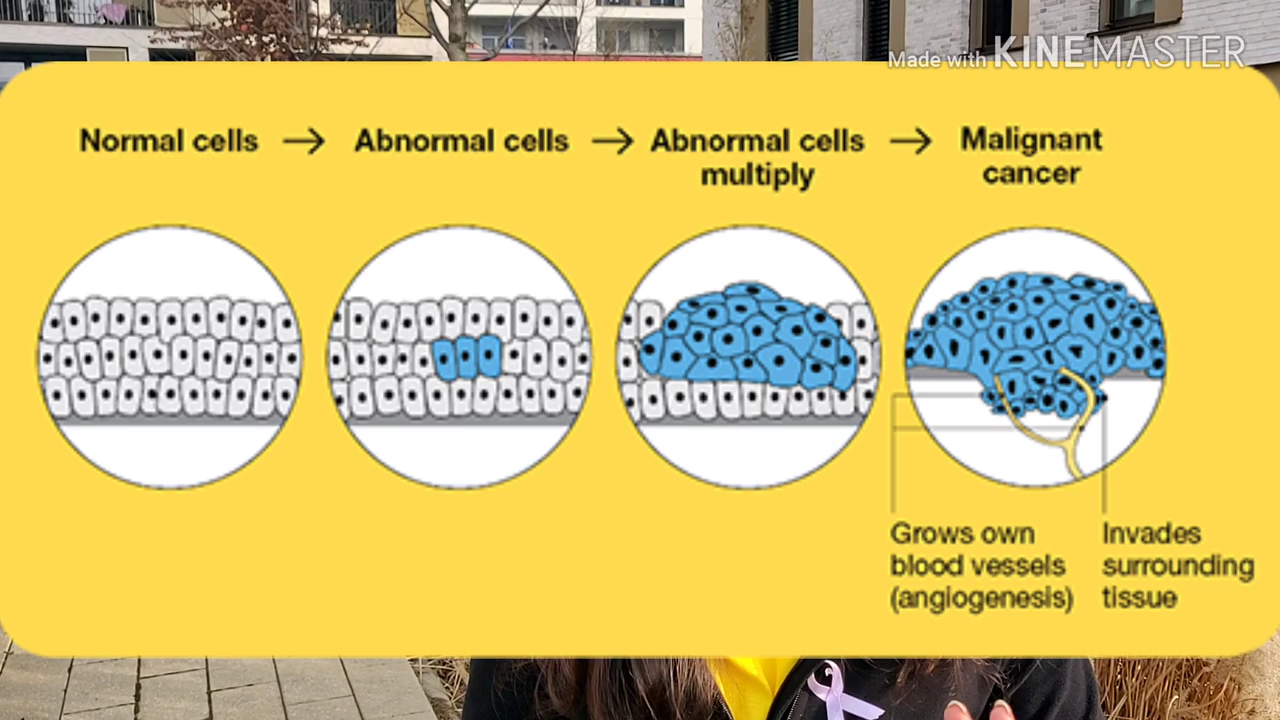 Made with KINEMASTER
Normal cells → Abnormal cells → Abnormal cells multiply → Malignant cancer
Grows own
blood vessels
(angiogenesis)
Invades
surrounding
tissue